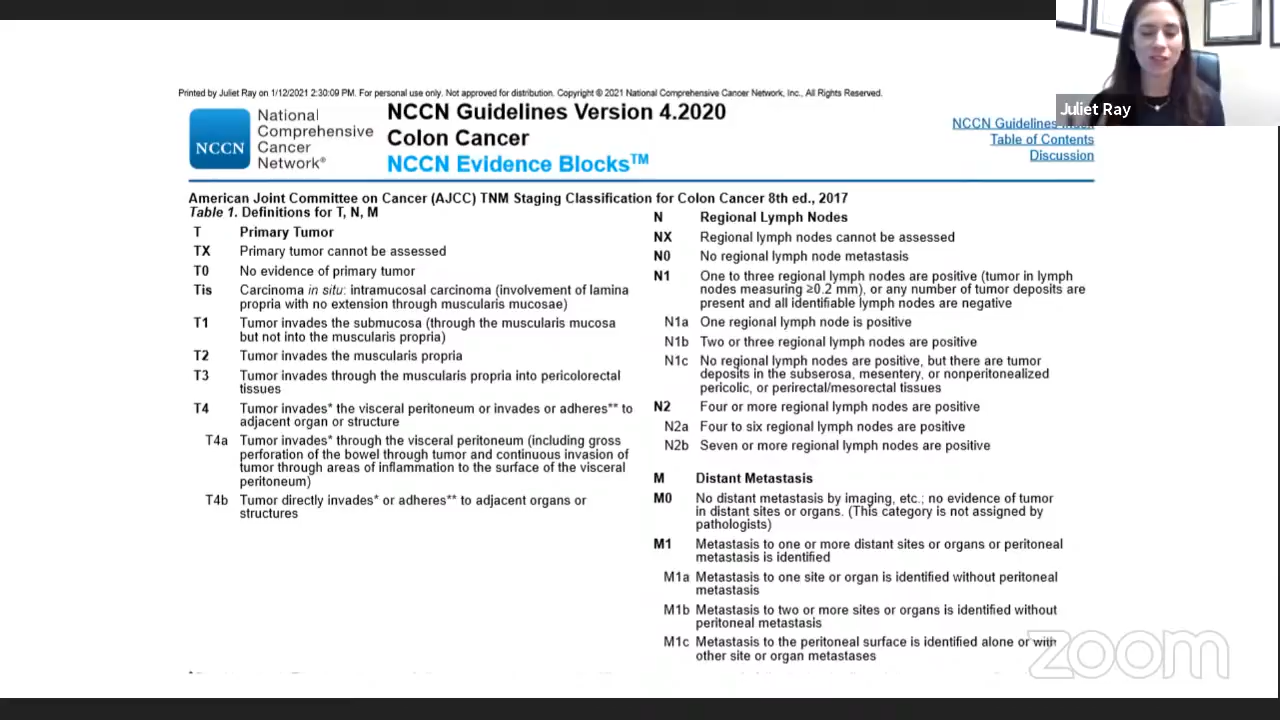 Juliet Ray
Printed by Juliet Ray on 1/12/2021 2:30:09 PM. For personal use only. Not approved for distribution. Copyright © 2021 National Comprehensive Cancer Network, Inc., All Rights Reserved.
NCCN
National
Comprehensive
Cancer
Network®
NCCN Guidelines Version 4.2020
Colon Cancer
NCCN Evidence Blocks™
NCCN Guidelines Index
Table of Contents
Discussion
American Joint Committee on Cancer (AJCC) TNM Staging Classification for Colon Cancer 8th ed., 2017
Table 1. Definitions for T, N, M
T Primary Tumor
TX Primary tumor cannot be assessed
T0 No evidence of primary tumor
Tis Carcinoma in situ: intramucosal carcinoma (involvement of lamina
propria with no extension through muscularis mucosae)
T1 Tumor invades the submucosa (through the muscularis mucosa
but not into the muscularis propria)
T2 Tumor invades the muscularis propria
T3 Tumor invades through the muscularis propria into pericolorectal
tissues
T4 Tumor invades* the visceral peritoneum or invades or adheres** to
adjacent organ or structure
T4a Tumor invades* through the visceral peritoneum (including gross
perforation of the bowel through tumor and continuous invasion of
tumor through areas of inflammation to the surface of the visceral
peritoneum)
T4b Tumor directly invades* or adheres** to adjacent organs or
structures
N Regional Lymph Nodes
NX Regional lymph nodes cannot be assessed
N0 No regional lymph node metastasis
N1 One to three regional lymph nodes are positive (tumor in lymph
nodes measuring ≥0.2 mm), or any number of tumor deposits are
present and all identifiable lymph nodes are negative
N1a One regional lymph node is positive
N1b Two or three regional lymph nodes are positive
N1c No regional lymph nodes are positive, but there are tumor
deposits in the subserosa, mesentery, or nonperitonealized
pericolic, or perirectal/mesorectal tissues
N2 Four or more regional lymph nodes are positive
N2a Four to six regional lymph nodes are positive
N2b Seven or more regional lymph nodes are positive
M Distant Metastasis
M0 No distant metastasis by imaging, etc.; no evidence of tumor
in distant sites or organs. (This category is not assigned by
pathologists)
M1 Metastasis to one or more distant sites or organs or peritoneal
metastasis is identified
M1a Metastasis to one site or organ is identified without peritoneal
metastasis
M1b Metastasis to two or more sites or organs is identified without
peritoneal metastasis
M1c Metastasis to the peritoneal surface is identified alone or with
other site or organ metastases
zoom